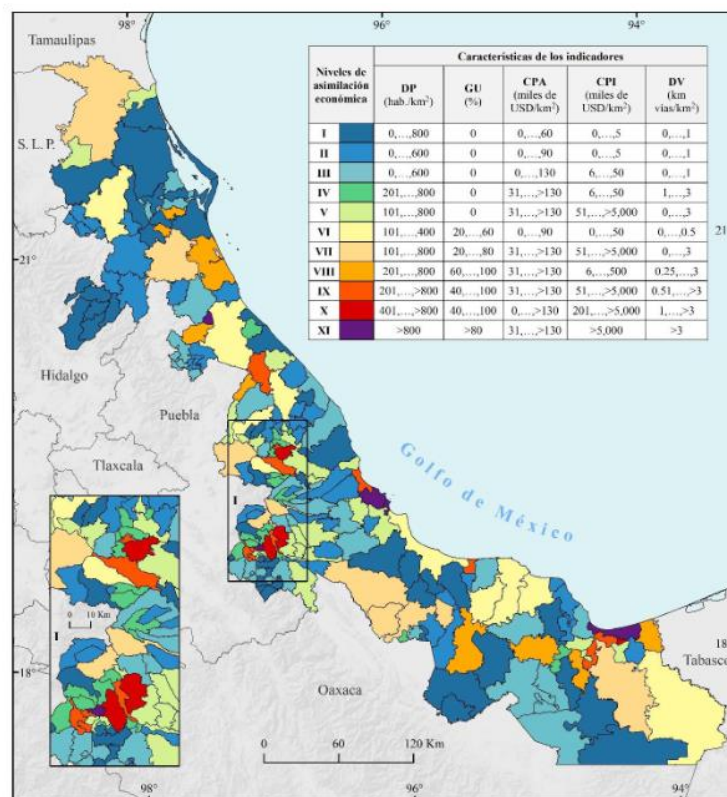 98°
96°
94°
Tamaulipas
S. L. P.
21°
Hidalgo
Puebla
Tlaxcala
Golfo de México
Oaxaca
Tabasco
18°
I
0 10 Km
I
0 60 120 Km
98°
96°
94°
Niveles de asimilación económica
Características de los indicadores
DP (hab./km²) GU (%) CPA (miles de USD/km²) CPI (miles de USD/km²) DV (km vías/km²)
I 0,…,800 0 0,…,60 0,…,5 0,…,1
II 0,…,600 0 0,…,90 0,…,5 0,…,1
III 0,…,600 0 0,…,130 6,…,50 0,…,1
IV 201,…,800 0 31,…,>130 6,…,50 1,…,3
V 101,…,800 0 31,…,>130 51,…,>5,000 0,…,3
VI 101,…,400 20,…,60 0,…,90 0,…,50 0,…,0.5
VII 101,…,800 20,…,80 31,…,>130 51,…,>5,000 0,…,3
VIII 201,…,800 60,…,100 31,…,>130 6,…,500 0.25,…,3
IX 201,…,>800 40,…,100 31,…,>130 51,…,>5,000 0.51,…,>3
X 401,…,>800 40,…,100 0,…,>130 201,…,>5,000 1,…,>3
XI >800 >80 31,…,>130 >5,000 >3